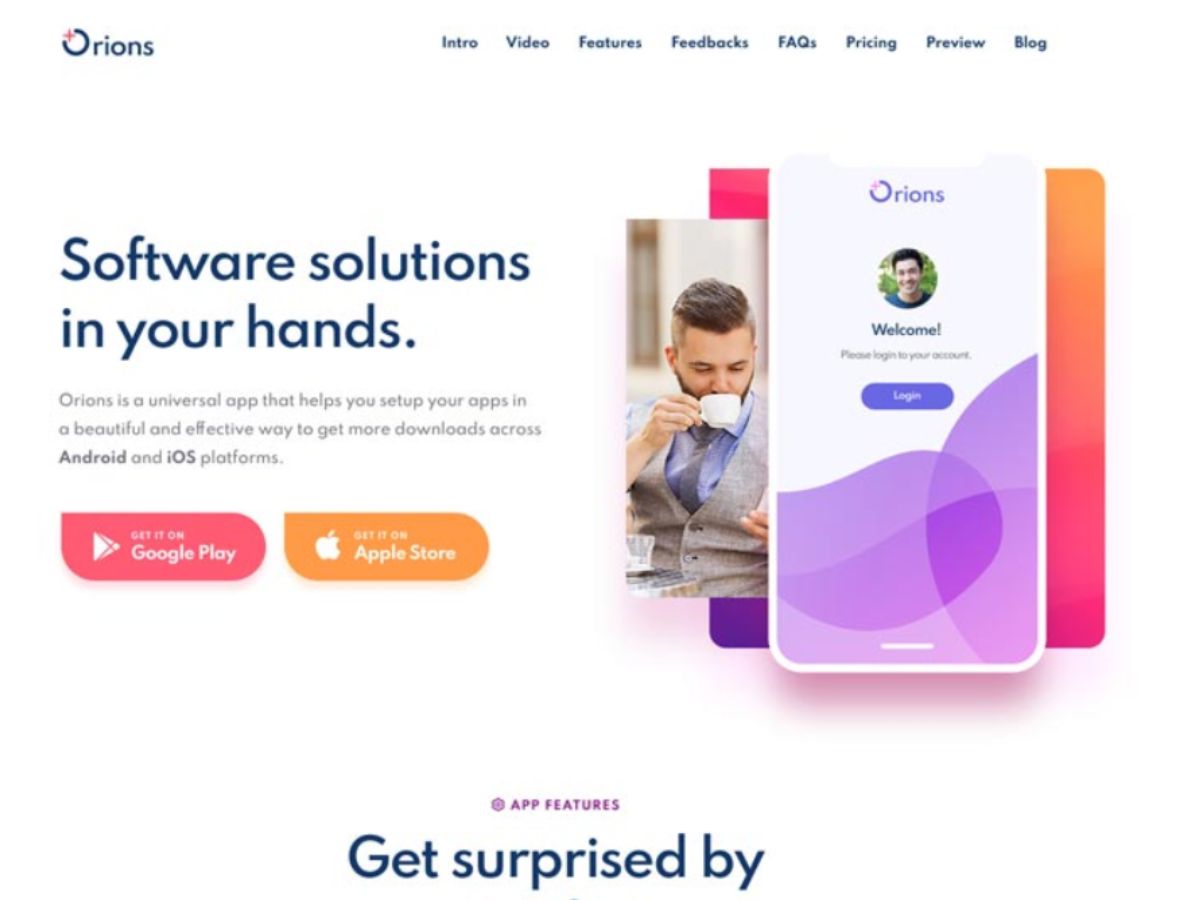 Orions
Intro Video Features Feedbacks FAQs Pricing Preview Blog
Software solutions
in your hands.
Orions is a universal app that helps you setup your apps in
a beautiful and effective way to get more downloads across
Android and iOS platforms.
GET IT ON
Google Play
GET IT ON
Apple Store
Orions
Welcome!
Please login to your account.
Login
APP FEATURES
Get surprised by